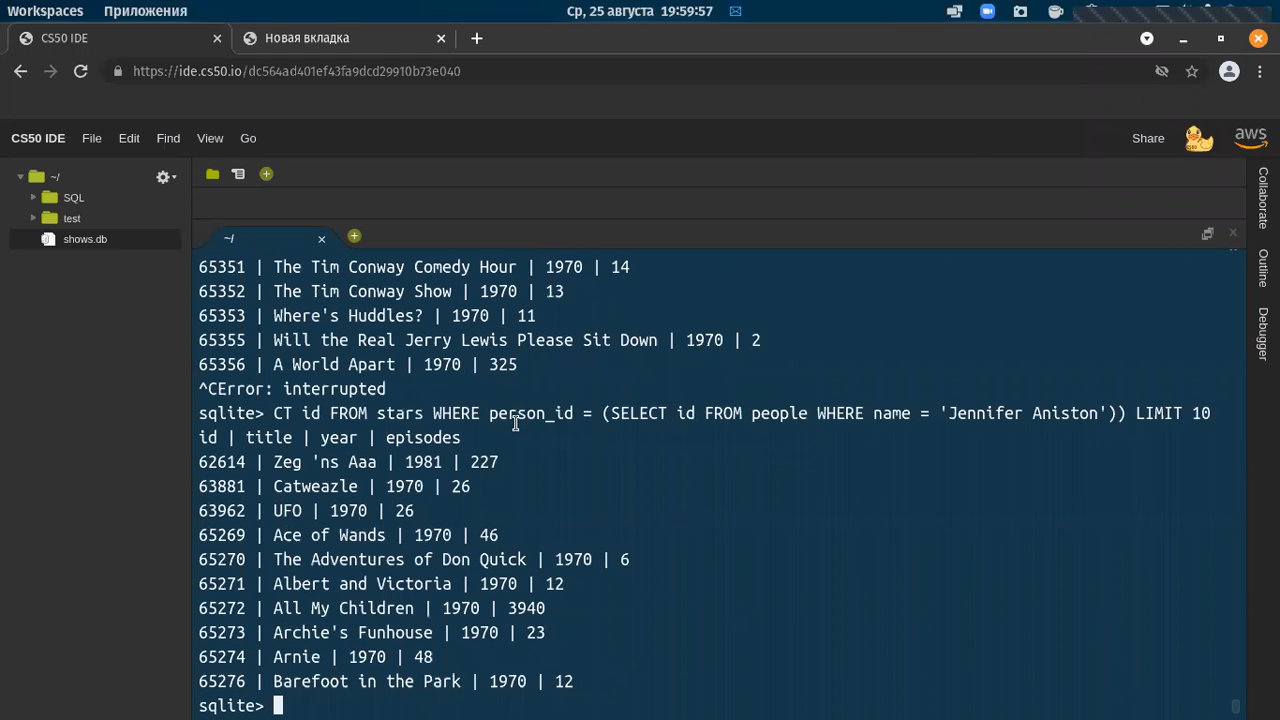 Workspaces Приложения Ср, 25 августа 19:59:57
CS50 IDE Новая вкладка
https://ide.cs50.io/dc564ad401ef43fa9dcd29910b73e040
CS50 IDE File Edit Find View Go Share CS50 aws
~/
SQL
test
shows.db
Collaborate
Outline
Debugger
~/
65351 | The Tim Conway Comedy Hour | 1970 | 14
65352 | The Tim Conway Show | 1970 | 13
65353 | Where's Huddles? | 1970 | 11
65355 | Will the Real Jerry Lewis Please Sit Down | 1970 | 2
65356 | A World Apart | 1970 | 325
^CError: interrupted
sqlite> CT id FROM stars WHERE person_id = (SELECT id FROM people WHERE name = 'Jennifer Aniston')) LIMIT 10
id | title | year | episodes
62614 | Zeg 'ns Aaa | 1981 | 227
63881 | Catweazle | 1970 | 26
63962 | UFO | 1970 | 26
65269 | Ace of Wands | 1970 | 46
65270 | The Adventures of Don Quick | 1970 | 6
65271 | Albert and Victoria | 1970 | 12
65272 | All My Children | 1970 | 3940
65273 | Archie's Funhouse | 1970 | 23
65274 | Arnie | 1970 | 48
65276 | Barefoot in the Park | 1970 | 12
sqlite>